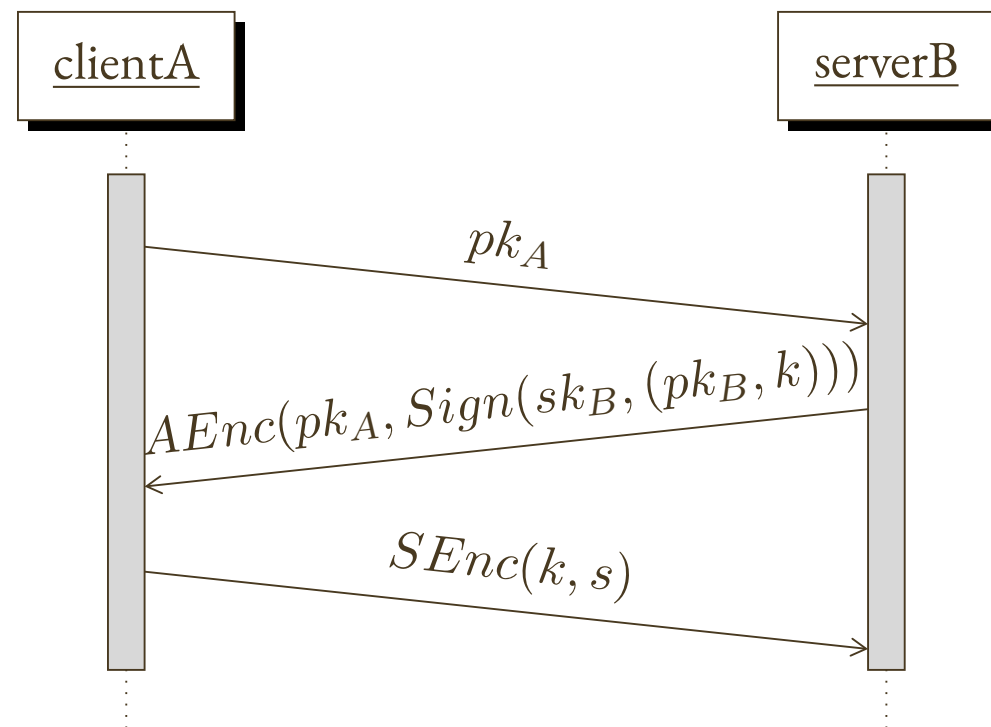 clientA
serverB
pk_A
AEnc(pk_A, Sign(sk_B, (pk_B, k)))
SEnc(k, s)